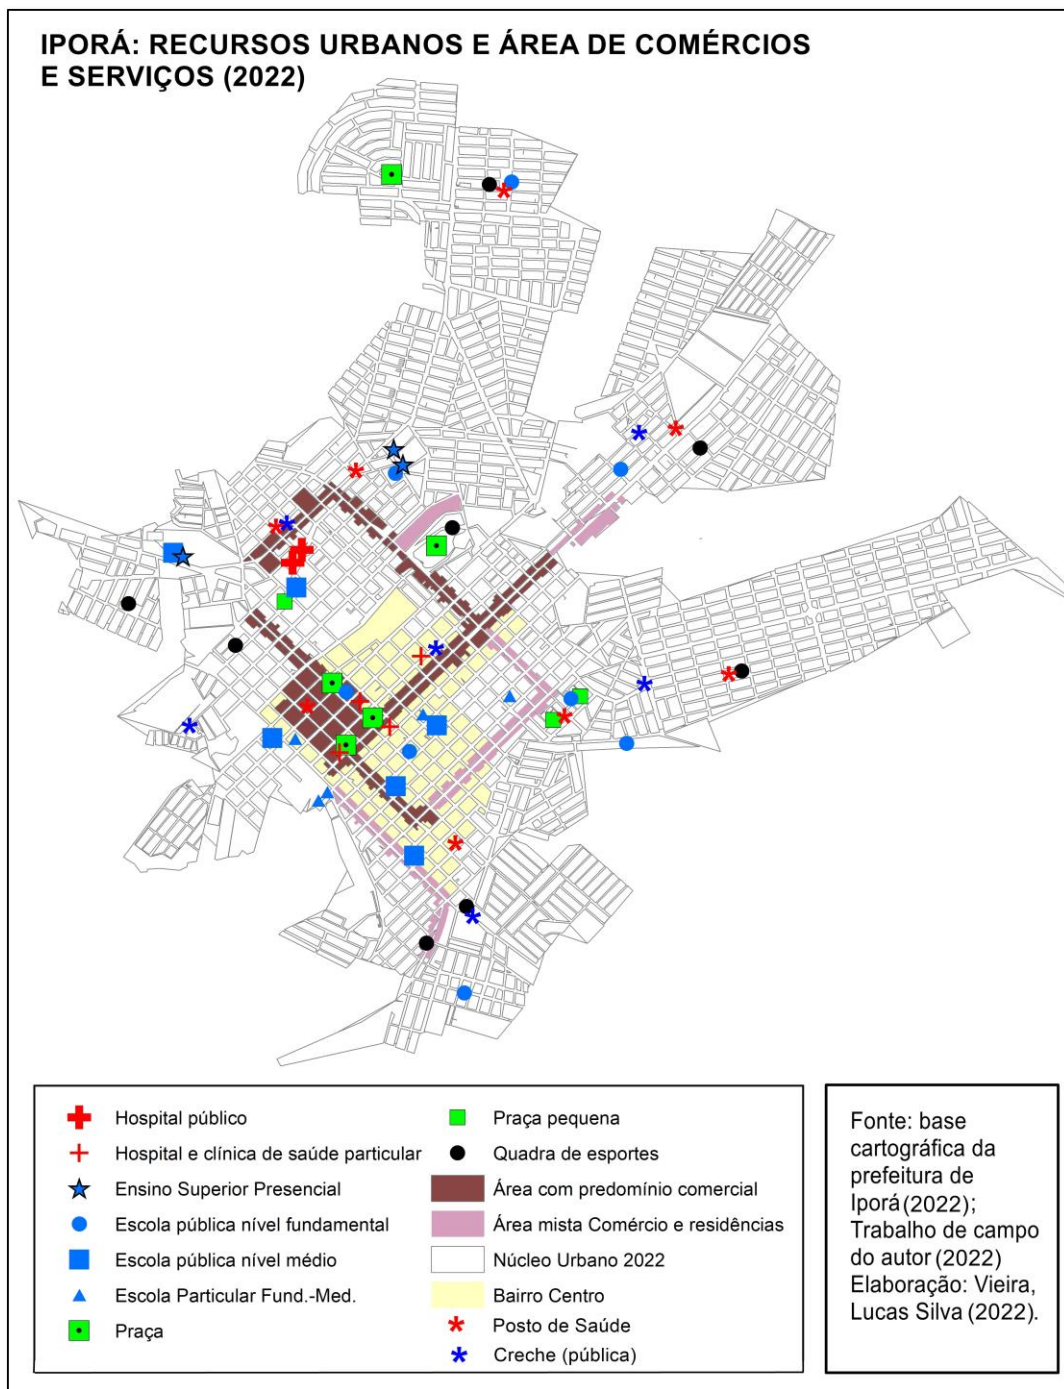 IPORÁ: RECURSOS URBANOS E ÁREA DE COMÉRCIOS
E SERVIÇOS (2022)
Hospital público
Hospital e clínica de saúde particular
Ensino Superior Presencial
Escola pública nível fundamental
Escola pública nível médio
Escola Particular Fund.-Med.
Praça
Praça pequena
Quadra de esportes
Área com predomínio comercial
Área mista Comércio e residências
Núcleo Urbano 2022
Bairro Centro
Posto de Saúde
Creche (pública)
Fonte: base
cartográfica da
prefeitura de
Iporá (2022);
Trabalho de campo
do autor (2022)
Elaboração: Vieira,
Lucas Silva (2022).